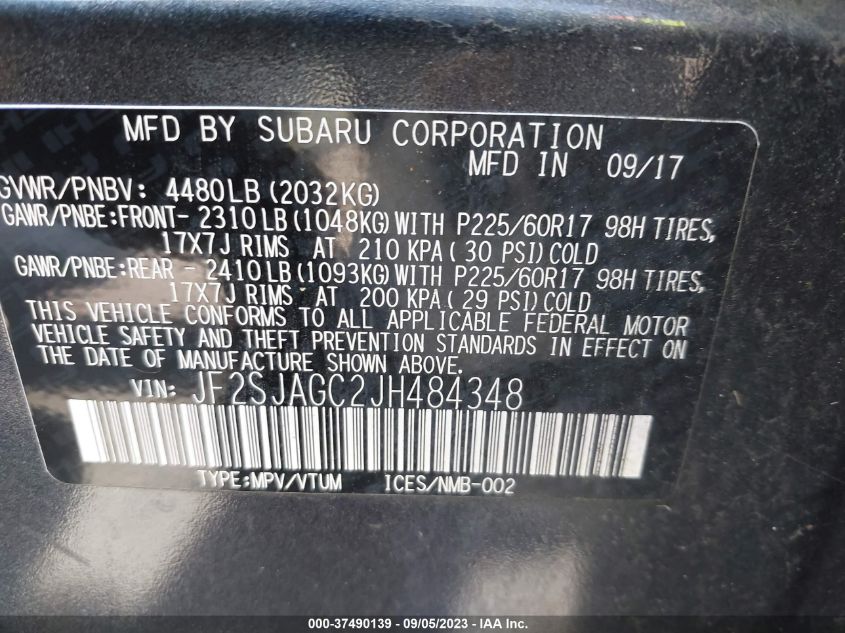 MFD BY SUBARU CORPORATION
MFD IN 09/17
GVWR/PNBV: 4480LB (2032KG)
GAWR/PNBE:FRONT- 2310 LB (1048KG) WITH P225/60R17 98H TIRES,
17X7J RIMS AT 210 KPA ( 30 PSI) COLD
GAWR/PNBE:REAR - 2410 LB (1093KG) WITH P225/60R17 98H TIRES,
17X7J RIMS AT 200 KPA ( 29 PSI) COLD
THIS VEHICLE CONFORMS TO ALL APPLICABLE FEDERAL MOTOR
VEHICLE SAFETY AND THEFT PREVENTION STANDARDS IN EFFECT ON
THE DATE OF MANUFACTURE SHOWN ABOVE.
VIN: JF2SJAGC2JH484348
TYPE:MPV/VTUM ICES/NMB-002
000-37490139 - 09/05/2023 - IAA Inc.